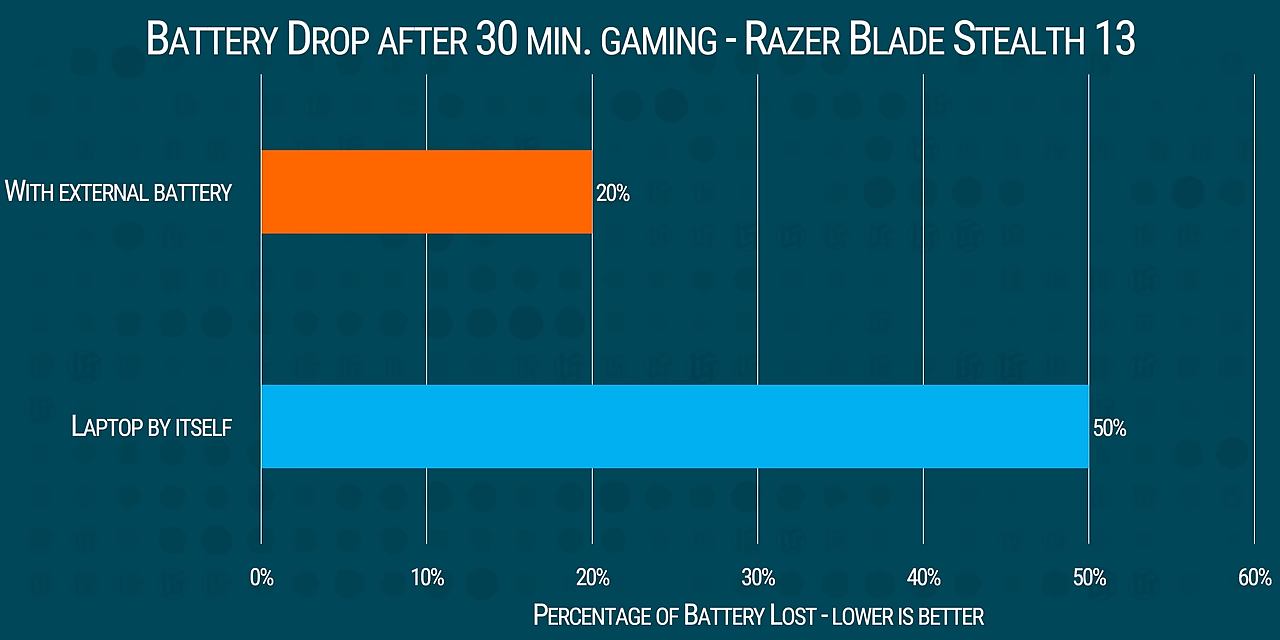 Battery Drop after 30 min. gaming - Razer Blade Stealth 13
With external battery
20%
Laptop by itself
50%
0% 10% 20% 30% 40% 50% 60%
Percentage of Battery Lost - lower is better